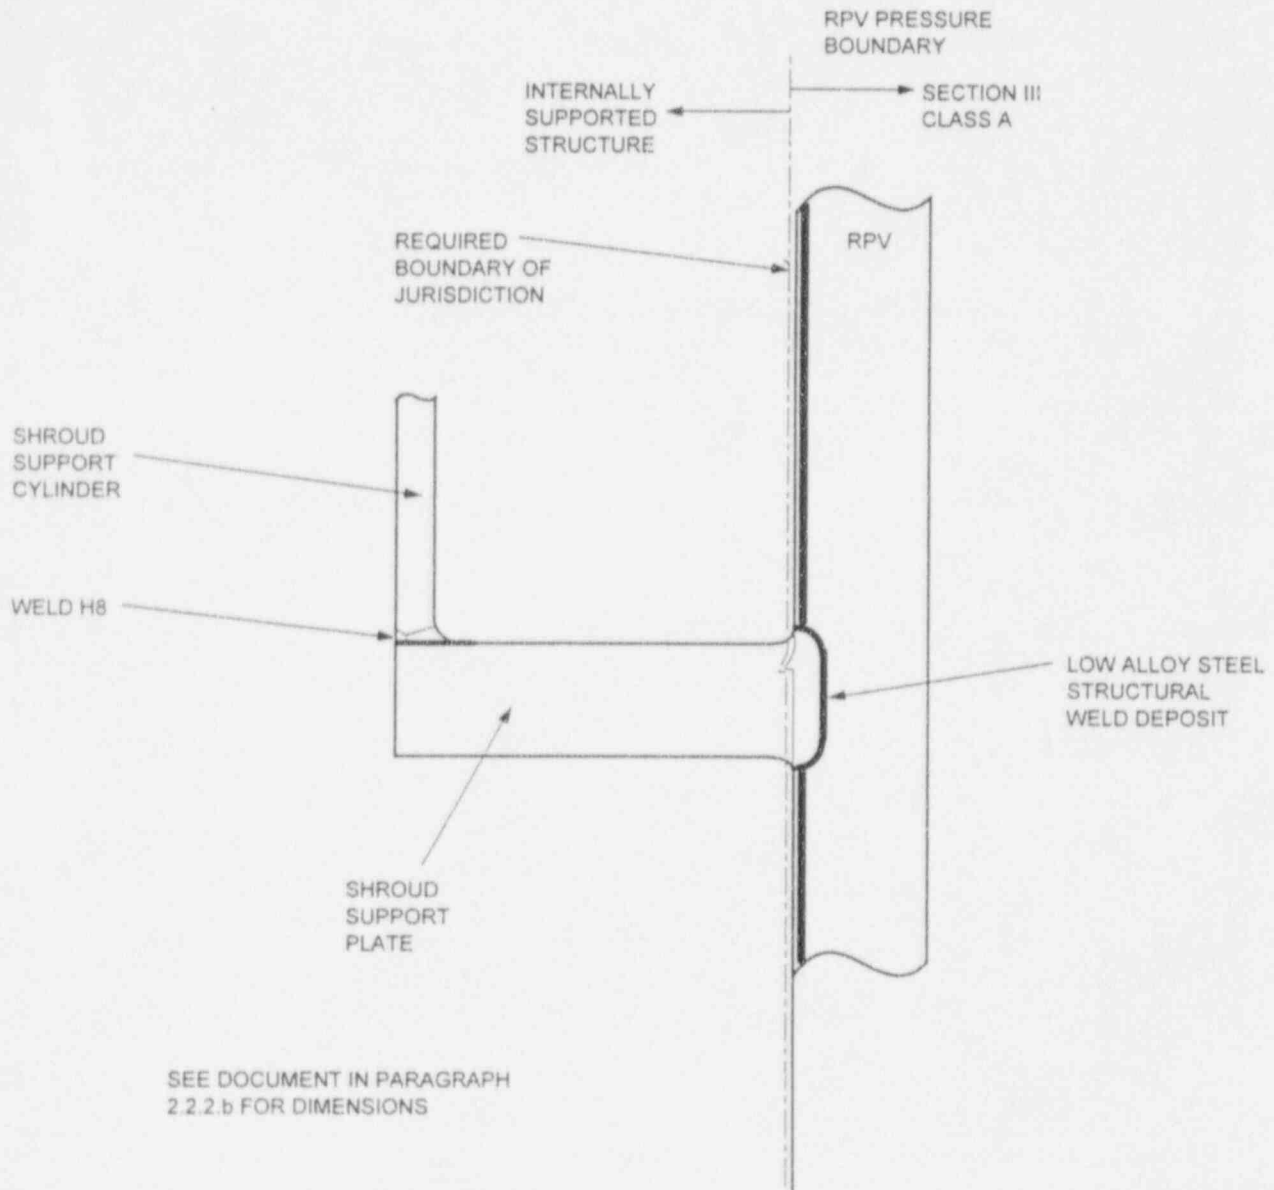 RPV PRESSURE
BOUNDARY
INTERNALLY
SUPPORTED
STRUCTURE
SECTION III
CLASS A
REQUIRED
BOUNDARY OF
JURISDICTION
RPV
SHROUD
SUPPORT
CYLINDER
WELD H8
LOW ALLOY STEEL
STRUCTURAL
WELD DEPOSIT
SHROUD
SUPPORT
PLATE
SEE DOCUMENT IN PARAGRAPH
2.2.2.b FOR DIMENSIONS